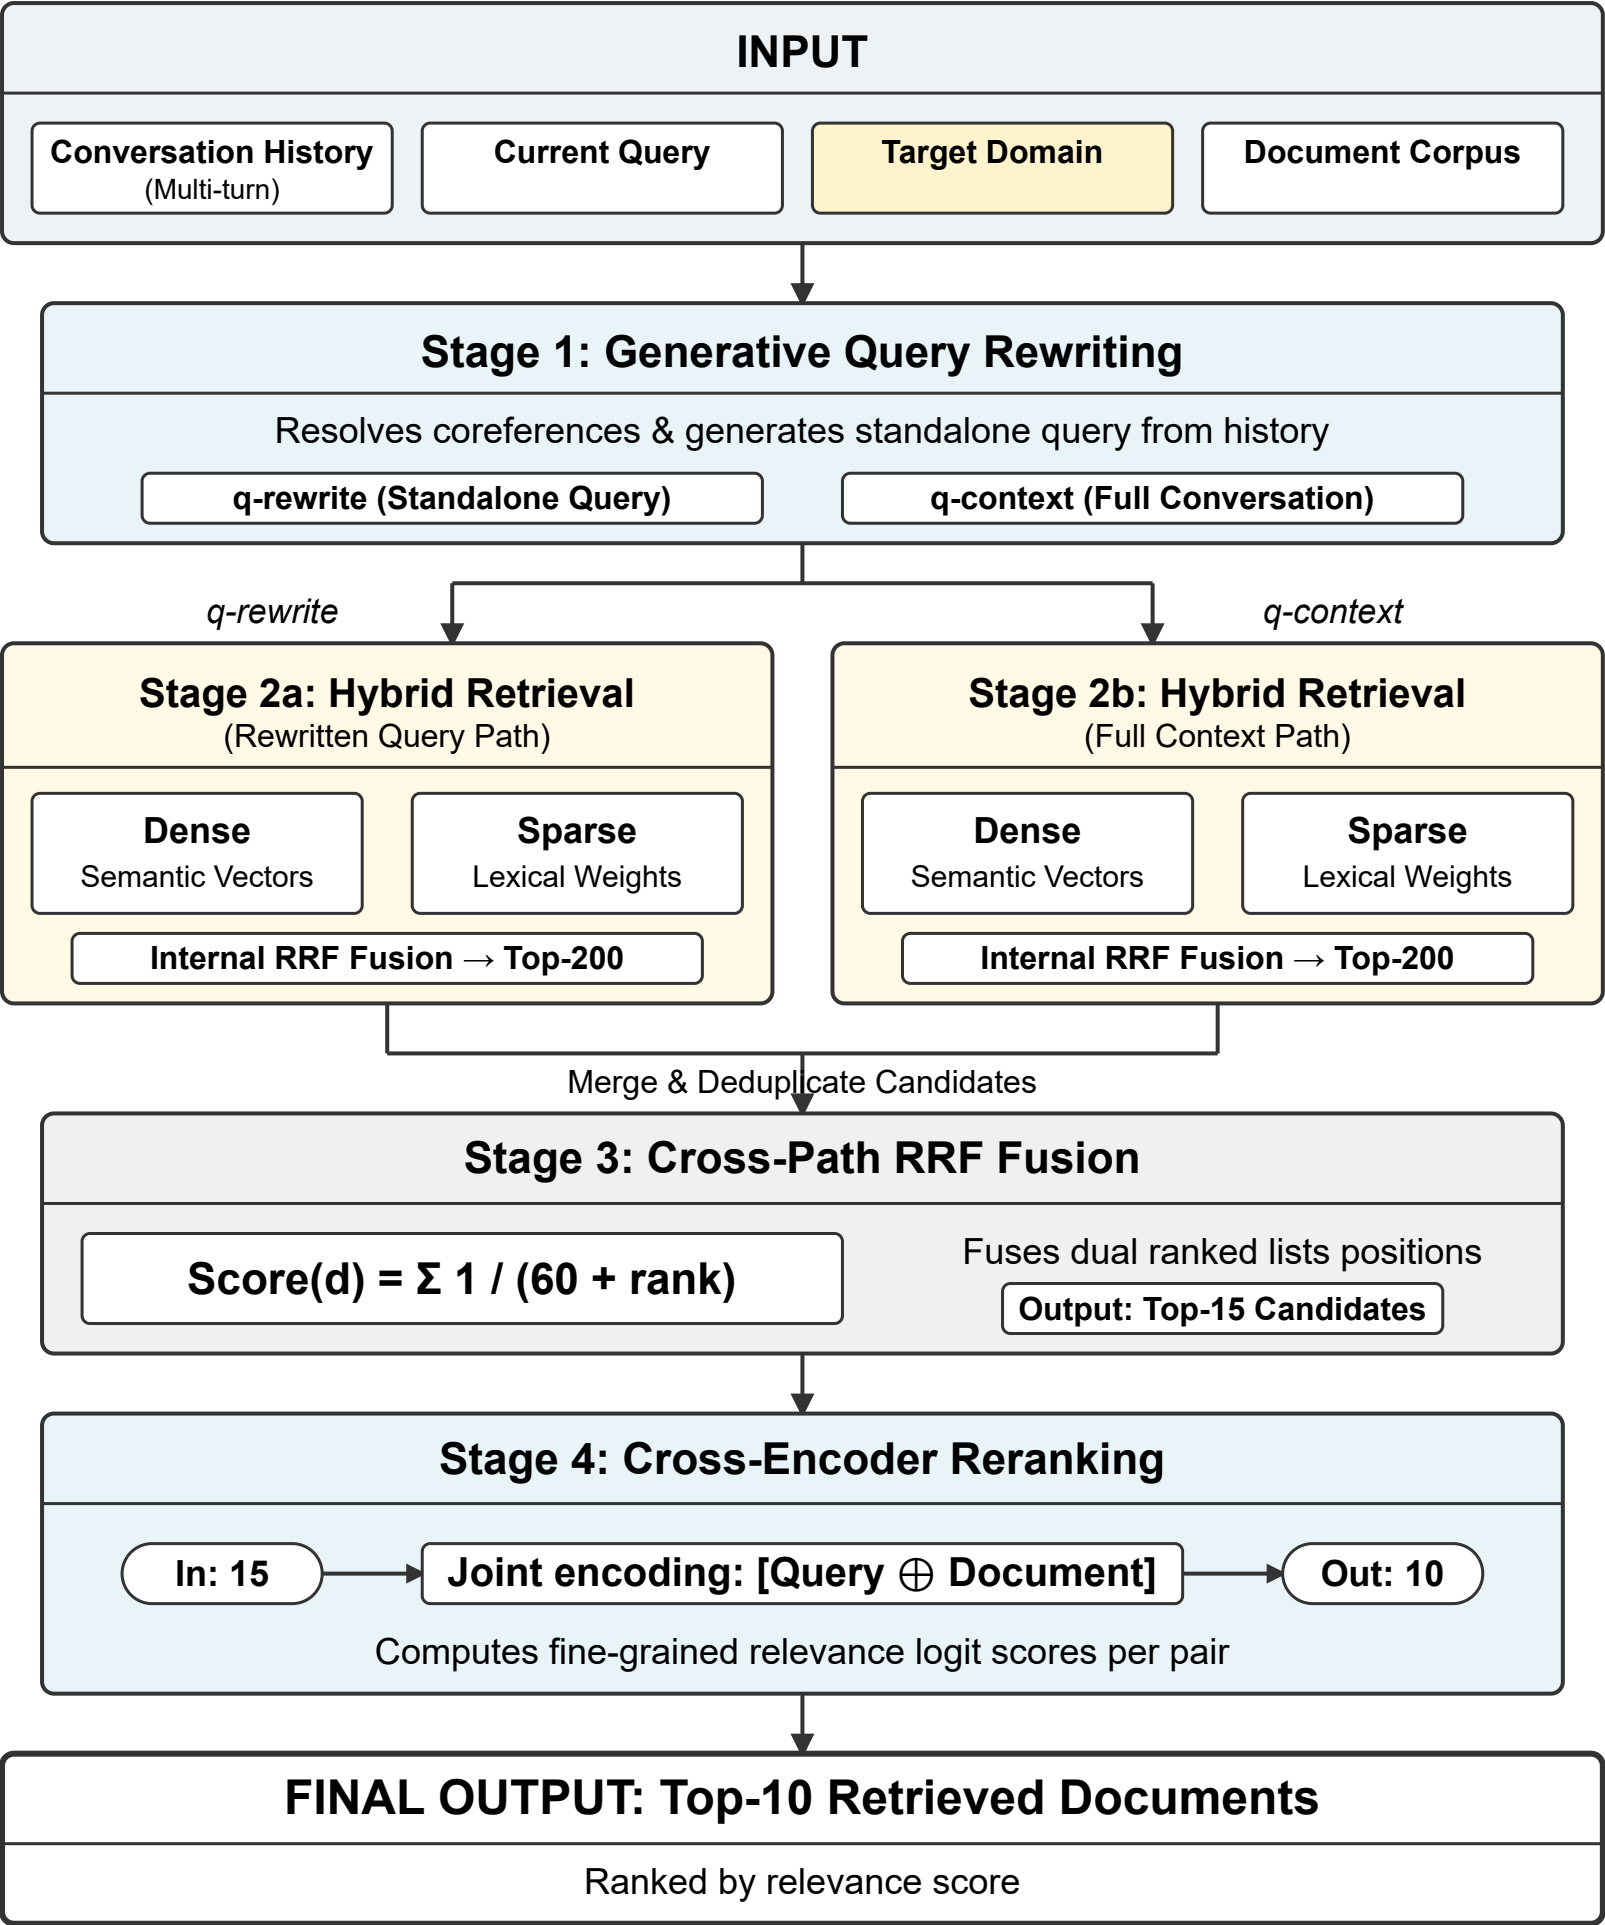 INPUT
Conversation History
(Multi-turn)
Current Query
Target Domain
Document Corpus
Stage 1: Generative Query Rewriting
Resolves coreferences & generates standalone query from history
q-rewrite (Standalone Query)
q-context (Full Conversation)
q-rewrite
q-context
Stage 2a: Hybrid Retrieval
(Rewritten Query Path)
Dense
Semantic Vectors
Sparse
Lexical Weights
Internal RRF Fusion → Top-200
Stage 2b: Hybrid Retrieval
(Full Context Path)
Dense
Semantic Vectors
Sparse
Lexical Weights
Internal RRF Fusion → Top-200
Merge & Deduplicate Candidates
Stage 3: Cross-Path RRF Fusion
Score(d) = Σ 1 / (60 + rank)
Fuses dual ranked lists positions
Output: Top-15 Candidates
Stage 4: Cross-Encoder Reranking
In: 15
Joint encoding: [Query ⊕ Document]
Out: 10
Computes fine-grained relevance logit scores per pair
FINAL OUTPUT: Top-10 Retrieved Documents
Ranked by relevance score